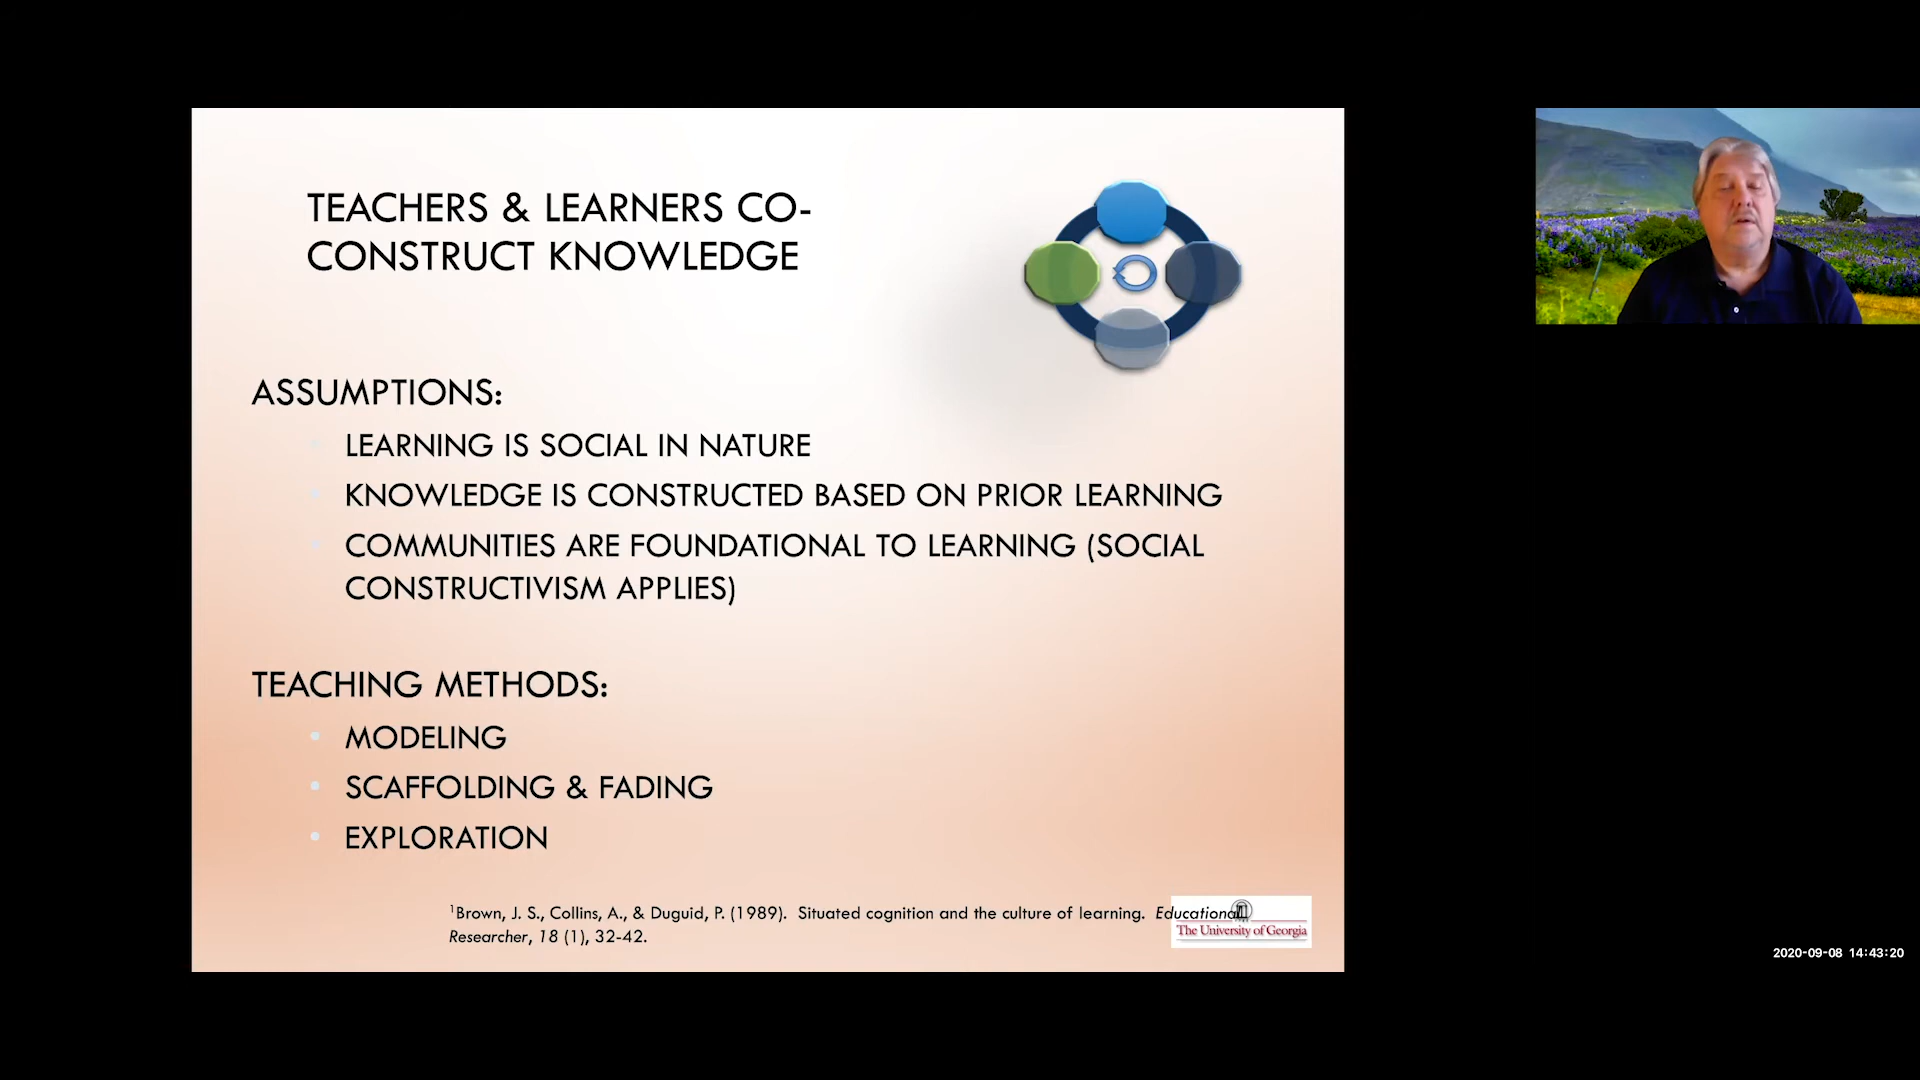 TEACHERS & LEARNERS CO-
CONSTRUCT KNOWLEDGE
ASSUMPTIONS:
LEARNING IS SOCIAL IN NATURE
KNOWLEDGE IS CONSTRUCTED BASED ON PRIOR LEARNING
COMMUNITIES ARE FOUNDATIONAL TO LEARNING (SOCIAL
CONSTRUCTIVISM APPLIES)
TEACHING METHODS:
• MODELING
• SCAFFOLDING & FADING
• EXPLORATION
¹Brown, J. S., Collins, A., & Duguid, P. (1989). Situated cognition and the culture of learning. Educational
Researcher, 18 (1), 32-42.
The University of Georgia
2020-09-08 14:43:20